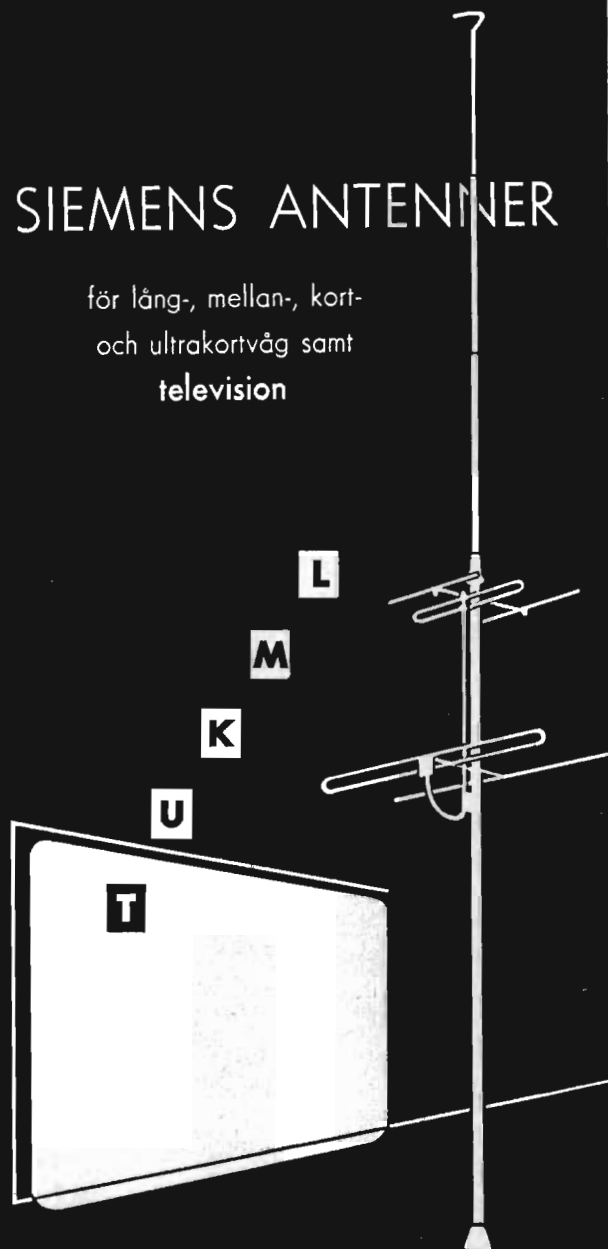 SIEMENS ANTENNER
för lång-, mellan-, kort-
och ultrakortvåg samt
television
L
M
K
U
T